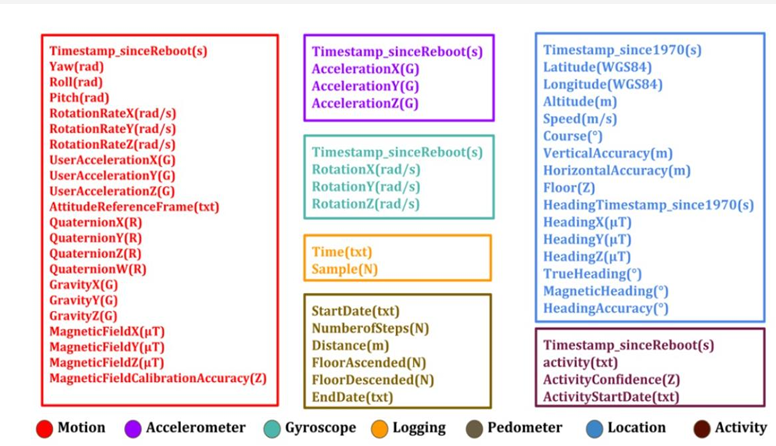 Timestamp_sinceReboot(s)
Yaw(rad)
Roll(rad)
Pitch(rad)
RotationRateX(rad/s)
RotationRateY(rad/s)
RotationRateZ(rad/s)
UserAccelerationX(G)
UserAccelerationY(G)
UserAccelerationZ(G)
AttitudeReferenceFrame(txt)
QuaternionX(R)
QuaternionY(R)
QuaternionZ(R)
QuaternionW(R)
GravityX(G)
GravityY(G)
GravityZ(G)
MagneticFieldX(μT)
MagneticFieldY(μT)
MagneticFieldZ(μT)
MagneticFieldCalibrationAccuracy(Z)
Timestamp_sinceReboot(s)
AccelerationX(G)
AccelerationY(G)
AccelerationZ(G)
Timestamp_sinceReboot(s)
RotationX(rad/s)
RotationY(rad/s)
RotationZ(rad/s)
Time(txt)
Sample(N)
StartDate(txt)
NumberofSteps(N)
Distance(m)
FloorAscended(N)
FloorDescended(N)
EndDate(txt)
Timestamp_since1970(s)
Latitude(WGS84)
Longitude(WGS84)
Altitude(m)
Speed(m/s)
Course(°)
VerticalAccuracy(m)
HorizontalAccuracy(m)
Floor(Z)
HeadingTimestamp_since1970(s)
HeadingX(μT)
HeadingY(μT)
HeadingZ(μT)
TrueHeading(°)
MagneticHeading(°)
HeadingAccuracy(°)
Timestamp_sinceReboot(s)
activity(txt)
ActivityConfidence(Z)
ActivityStartDate(txt)
Motion Accelerometer Gyroscope Logging Pedometer Location Activity